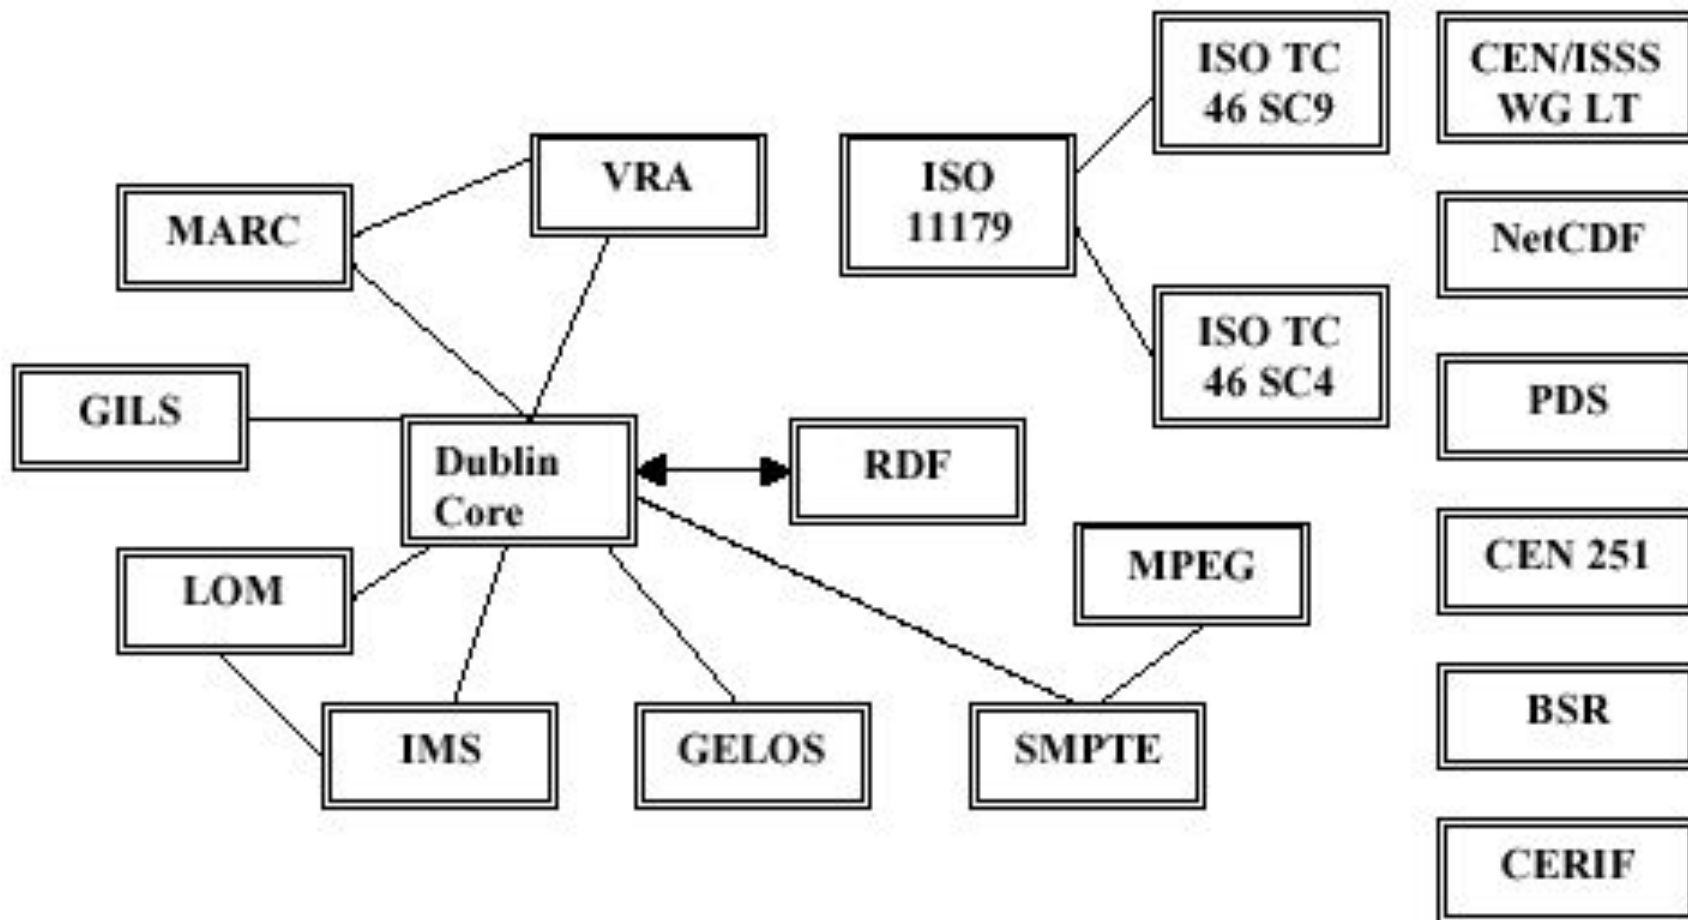 ISO TC
46 SC9
CEN/ISSS
WG LT
VRA
ISO
11179
MARC
NetCDF
ISO TC
46 SC4
GILS
PDS
Dublin
Core
RDF
CEN 251
MPEG
LOM
BSR
IMS
GELOS
SMPTE
CERIF